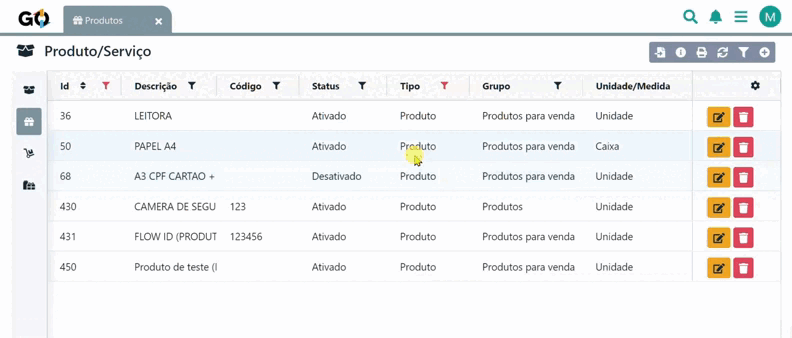 GO Produtos ×
M
Produto/Serviço
Id Descrição Código Status Tipo Grupo Unidade/Medida
36 LEITORA Ativado Produto Produtos para venda Unidade
50 PAPEL A4 Ativado Produto Produtos para venda Caixa
68 A3 CPF CARTAO + Desativado Produto Produtos para venda Unidade
430 CAMERA DE SEGU 123 Ativado Produto Produtos Unidade
431 FLOW ID (PRODUT 123456 Ativado Produto Produtos para venda Unidade
450 Produto de teste (I Ativado Produto Produtos para venda Unidade